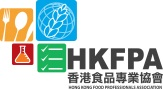 HKFPA
香港食品專業協會
HONG KONG FOOD PROFESSIONALS ASSOCIATION